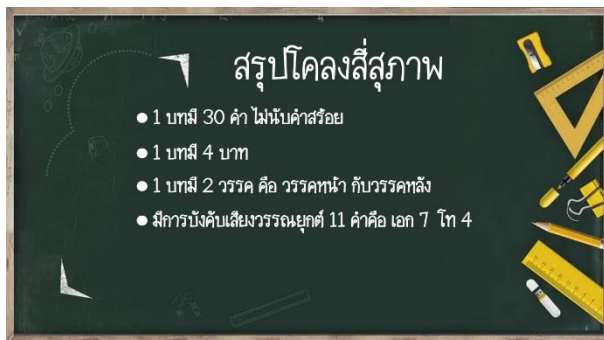 สรุปโคลงสี่สุภาพ
● 1 บทมี 30 คำ ไม่นับคำสร้อย
● 1 บทมี 4 บาท
● 1 บทมี 2 วรรค คือ วรรคหน้า กับวรรคหลัง
● มีการบังคับเสียงวรรณยุกต์ 11 คำคือ เอก 7 โท 4